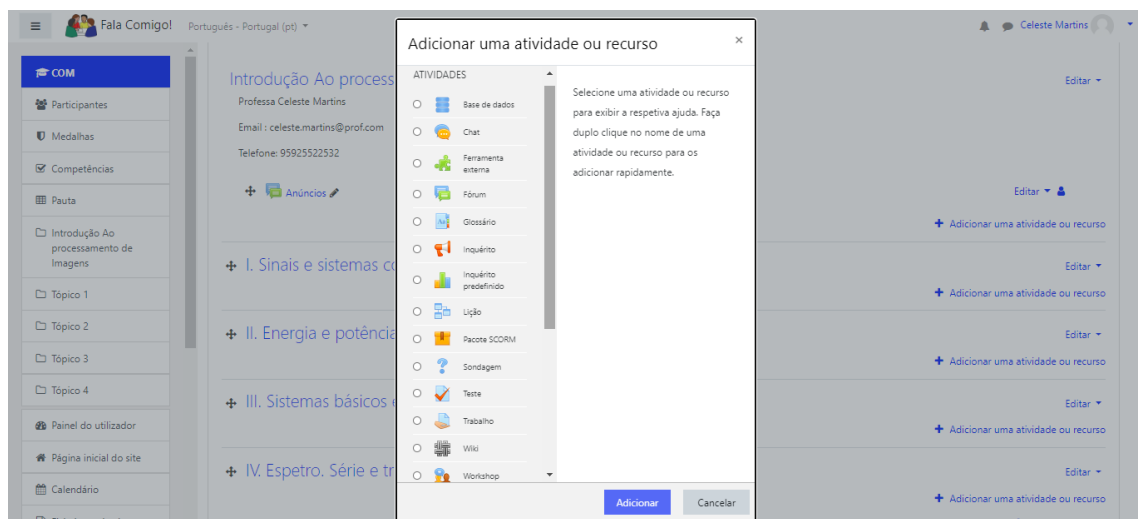 Fala Comigo!
Português - Portugal (pt)
Celeste Martins
COM
Participantes
Medalhas
Competências
Pauta
Introdução Ao
processamento de
Imagens
Tópico 1
Tópico 2
Tópico 3
Tópico 4
Painel do utilizador
Página inicial do site
Calendário
Introdução Ao process
Editar
Professa Celeste Martins
Email : celeste.martins@prof.com
Telefone: 95925522532
Anúncios
Editar
Adicionar uma atividade ou recurso
I. Sinais e sistemas co
Editar
Adicionar uma atividade ou recurso
II. Energia e potência
Editar
Adicionar uma atividade ou recurso
III. Sistemas básicos e
Editar
Adicionar uma atividade ou recurso
IV. Espetro. Série e tr
Editar
Adicionar uma atividade ou recurso
Adicionar uma atividade ou recurso
×
ATIVIDADES
Base de dados
Chat
Ferramenta
externa
Fórum
Glossário
Inquérito
Inquérito
predefinido
Lição
Pacote SCORM
Sondagem
Teste
Trabalho
Wiki
Workshop
Selecione uma atividade ou recurso
para exibir a respetiva ajuda. Faça
duplo clique no nome de uma
atividade ou recurso para os
adicionar rapidamente.
Adicionar
Cancelar